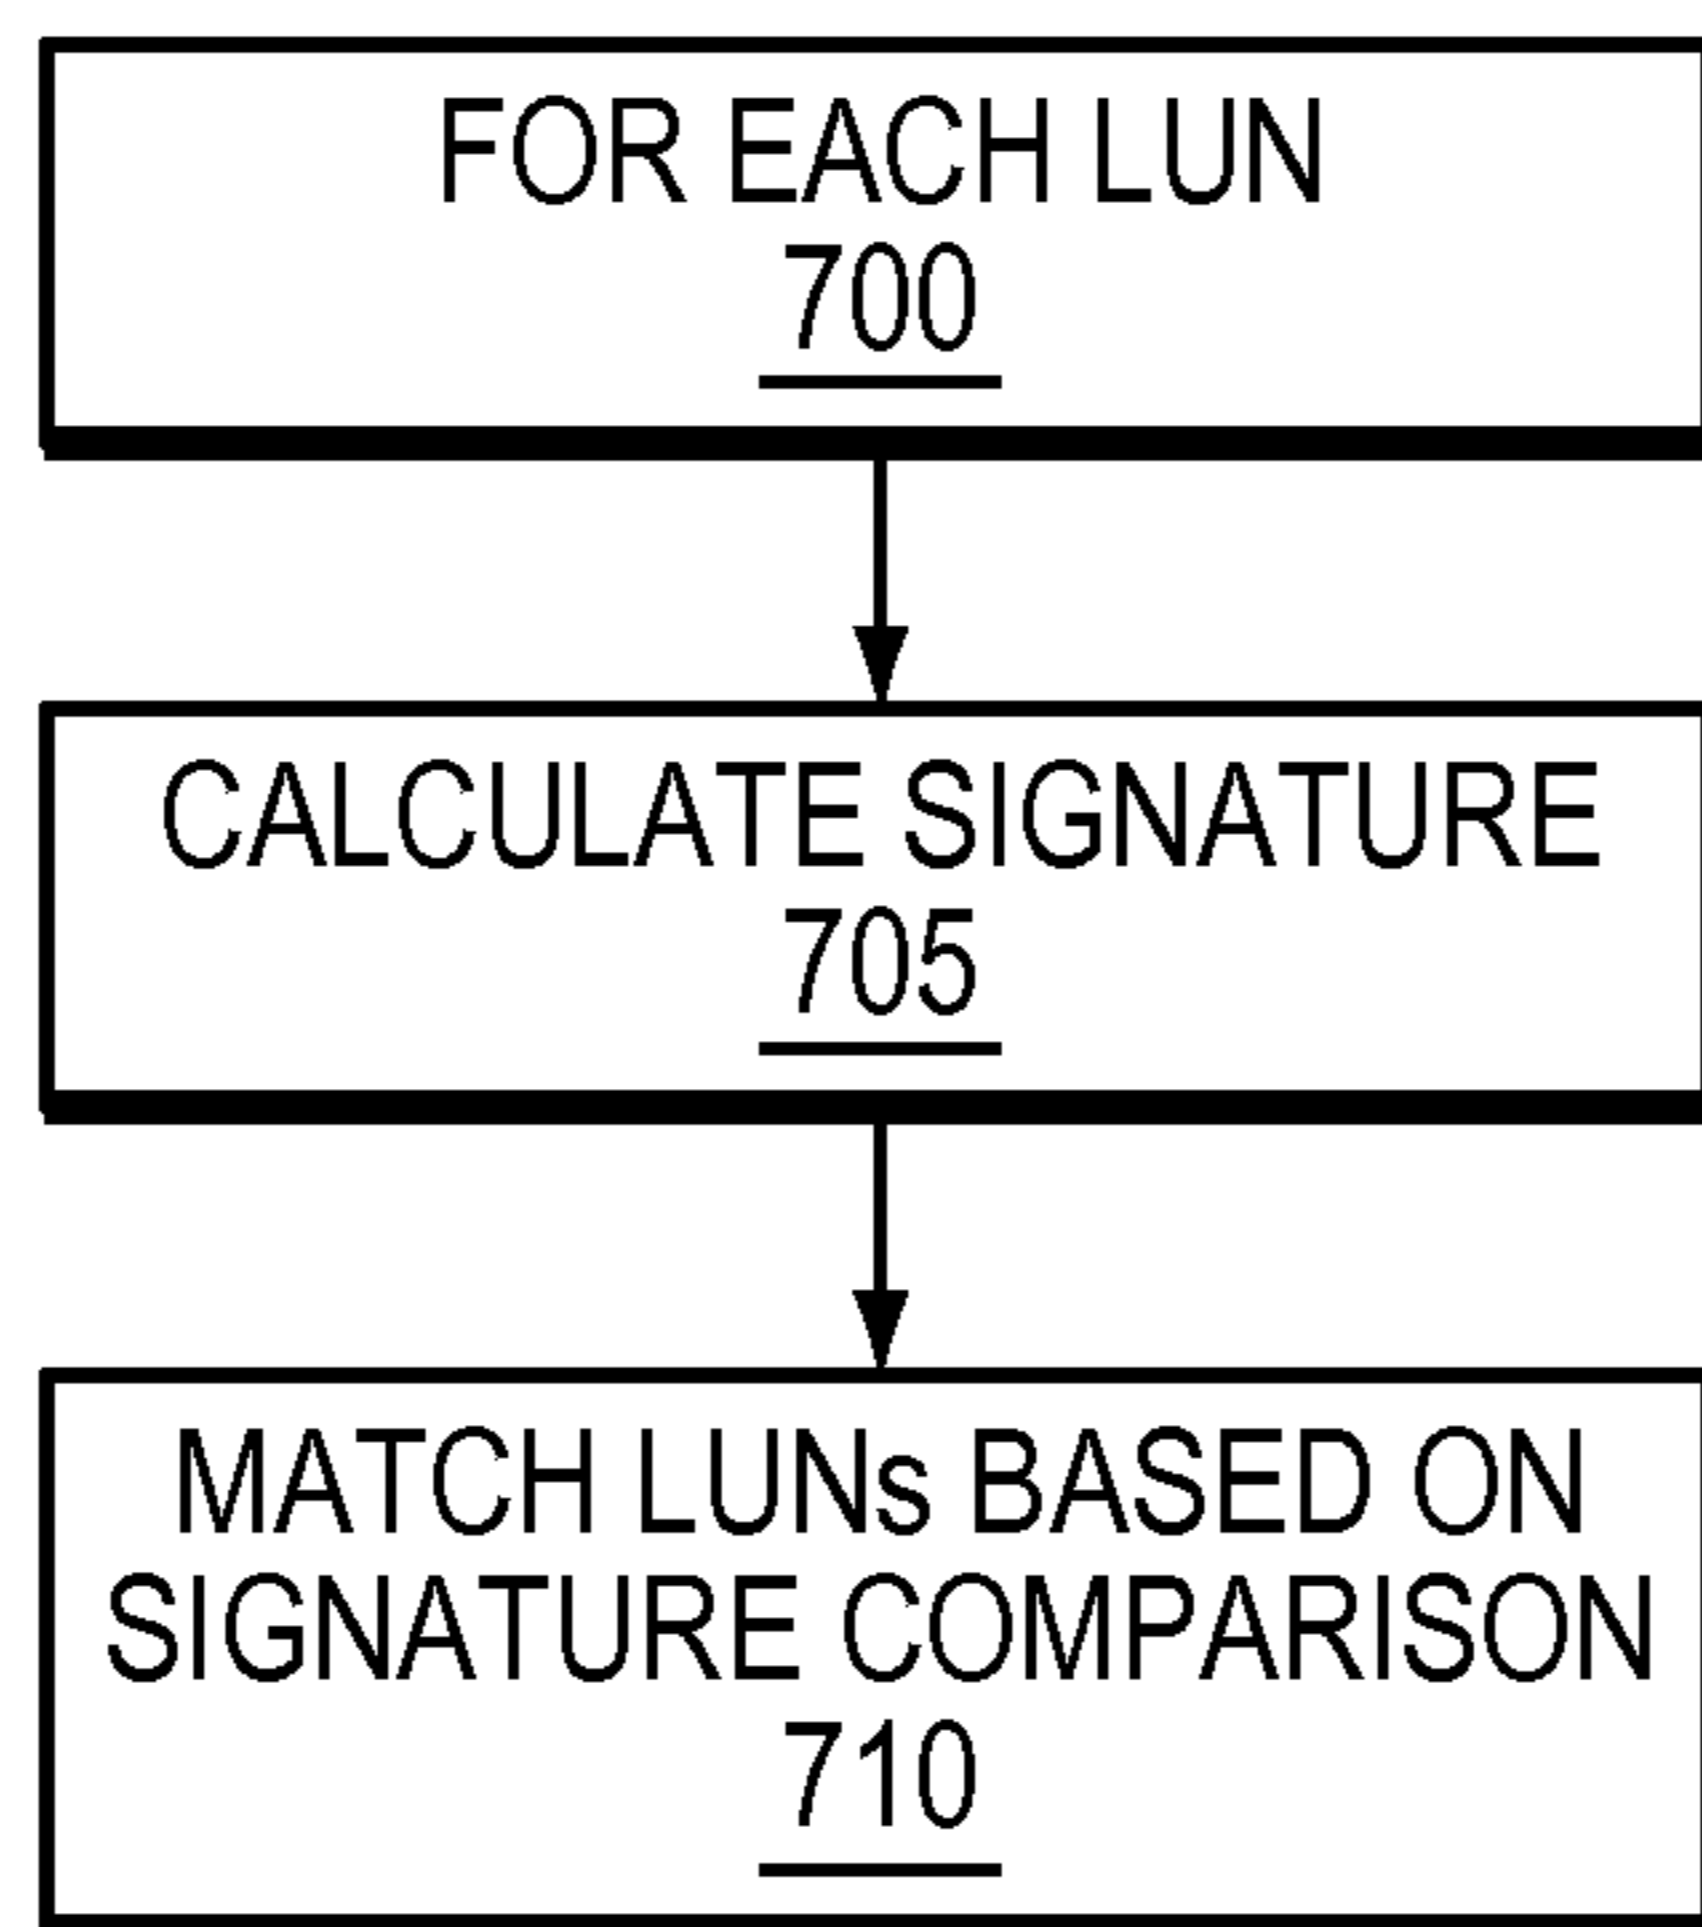 FOR EACH LUN
700
CALCULATE SIGNATURE
705
MATCH LUNs BASED ON
SIGNATURE COMPARISON
710